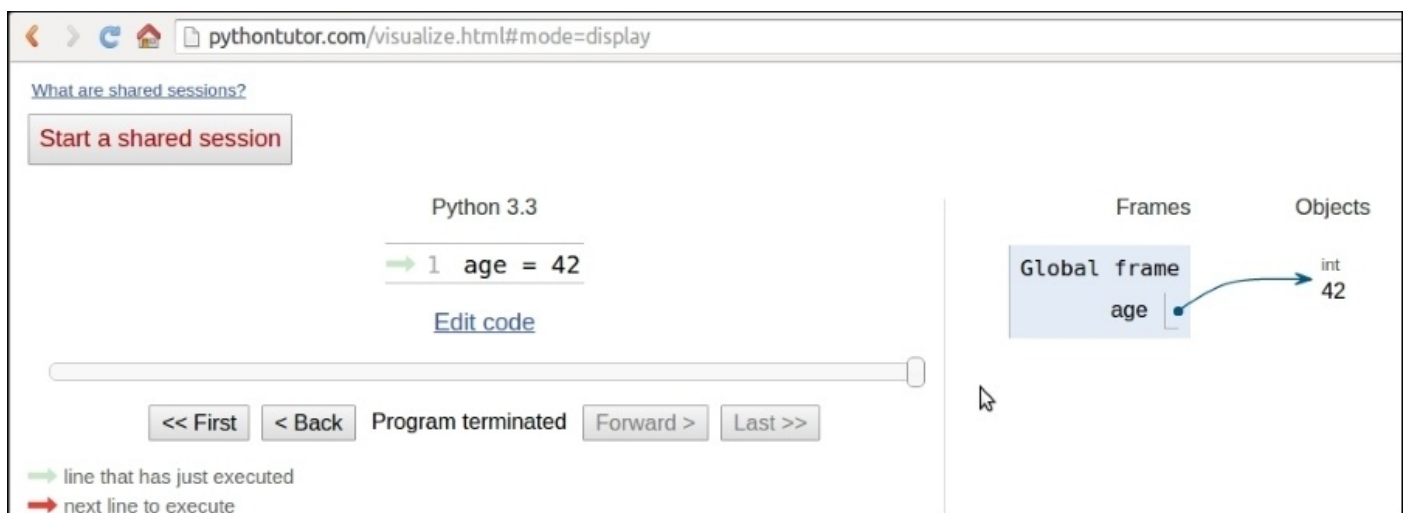 pythontutor.com/visualize.html#mode=display
What are shared sessions?
Start a shared session
Python 3.3
1 age = 42
Edit code
<< First < Back Program terminated Forward > Last >>
line that has just executed
next line to execute
Frames Objects
Global frame
age
int
42